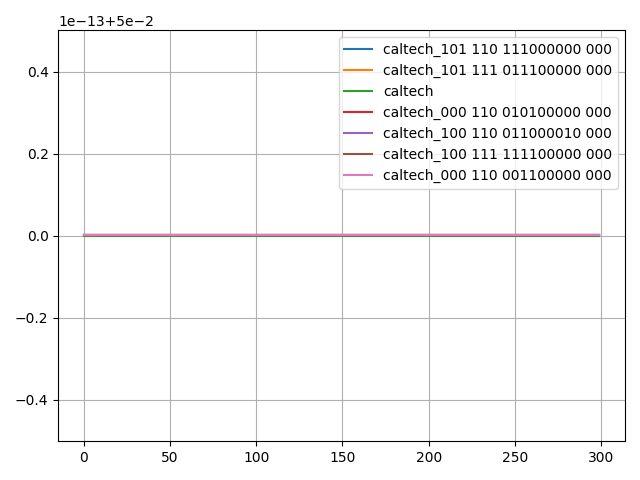 1e−13+5e−2
caltech_101 110 111000000 000
caltech_101 111 011100000 000
caltech
caltech_000 110 010100000 000
caltech_100 110 011000010 000
caltech_100 111 111100000 000
caltech_000 110 001100000 000
0.4
0.2
0.0
−0.2
−0.4
0 50 100 150 200 250 300